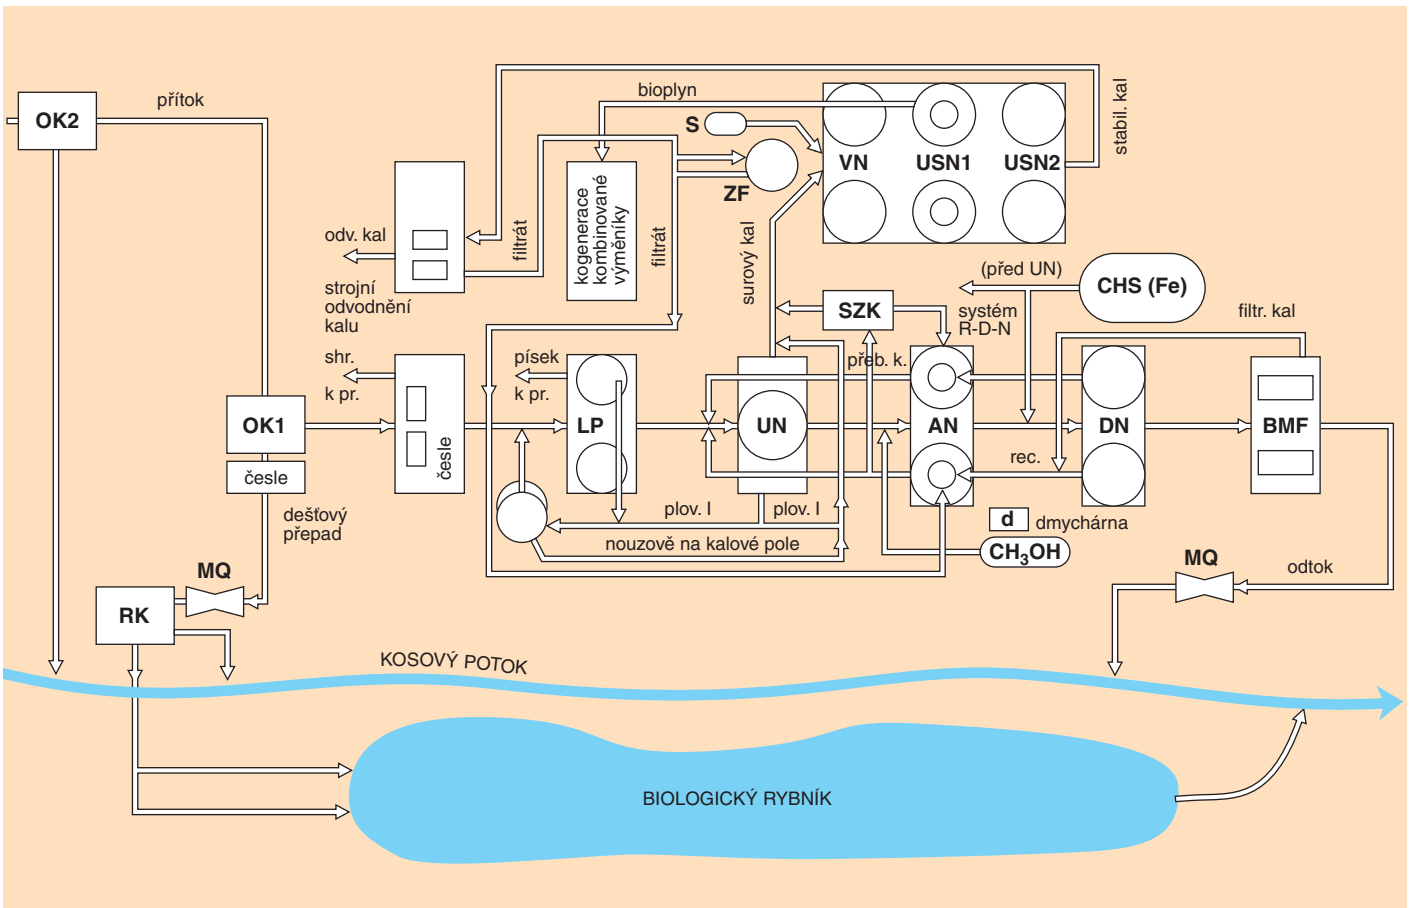 OK2
přítok
bioplyn
S
ZF
VN
USN1
USN2
stabil. kal
odv. kal
strojní
odvodnění
kalu
filtrát
kogenerace
kombinované
výměníky
filtrát
surový kal
(před UN)
CHS (Fe)
SZK
systém
R-D-N
filtr. kal
shr.
k pr.
písek
k pr.
přeb. k.
OK1
česle
česle
LP
UN
AN
DN
BMF
rec.
dešťový
přepad
plov. I
plov. I
nouzově na kalové pole
d
dmychárna
CH₃OH
MQ
RK
MQ
odtok
KOSOVÝ POTOK
BIOLOGICKÝ RYBNÍK